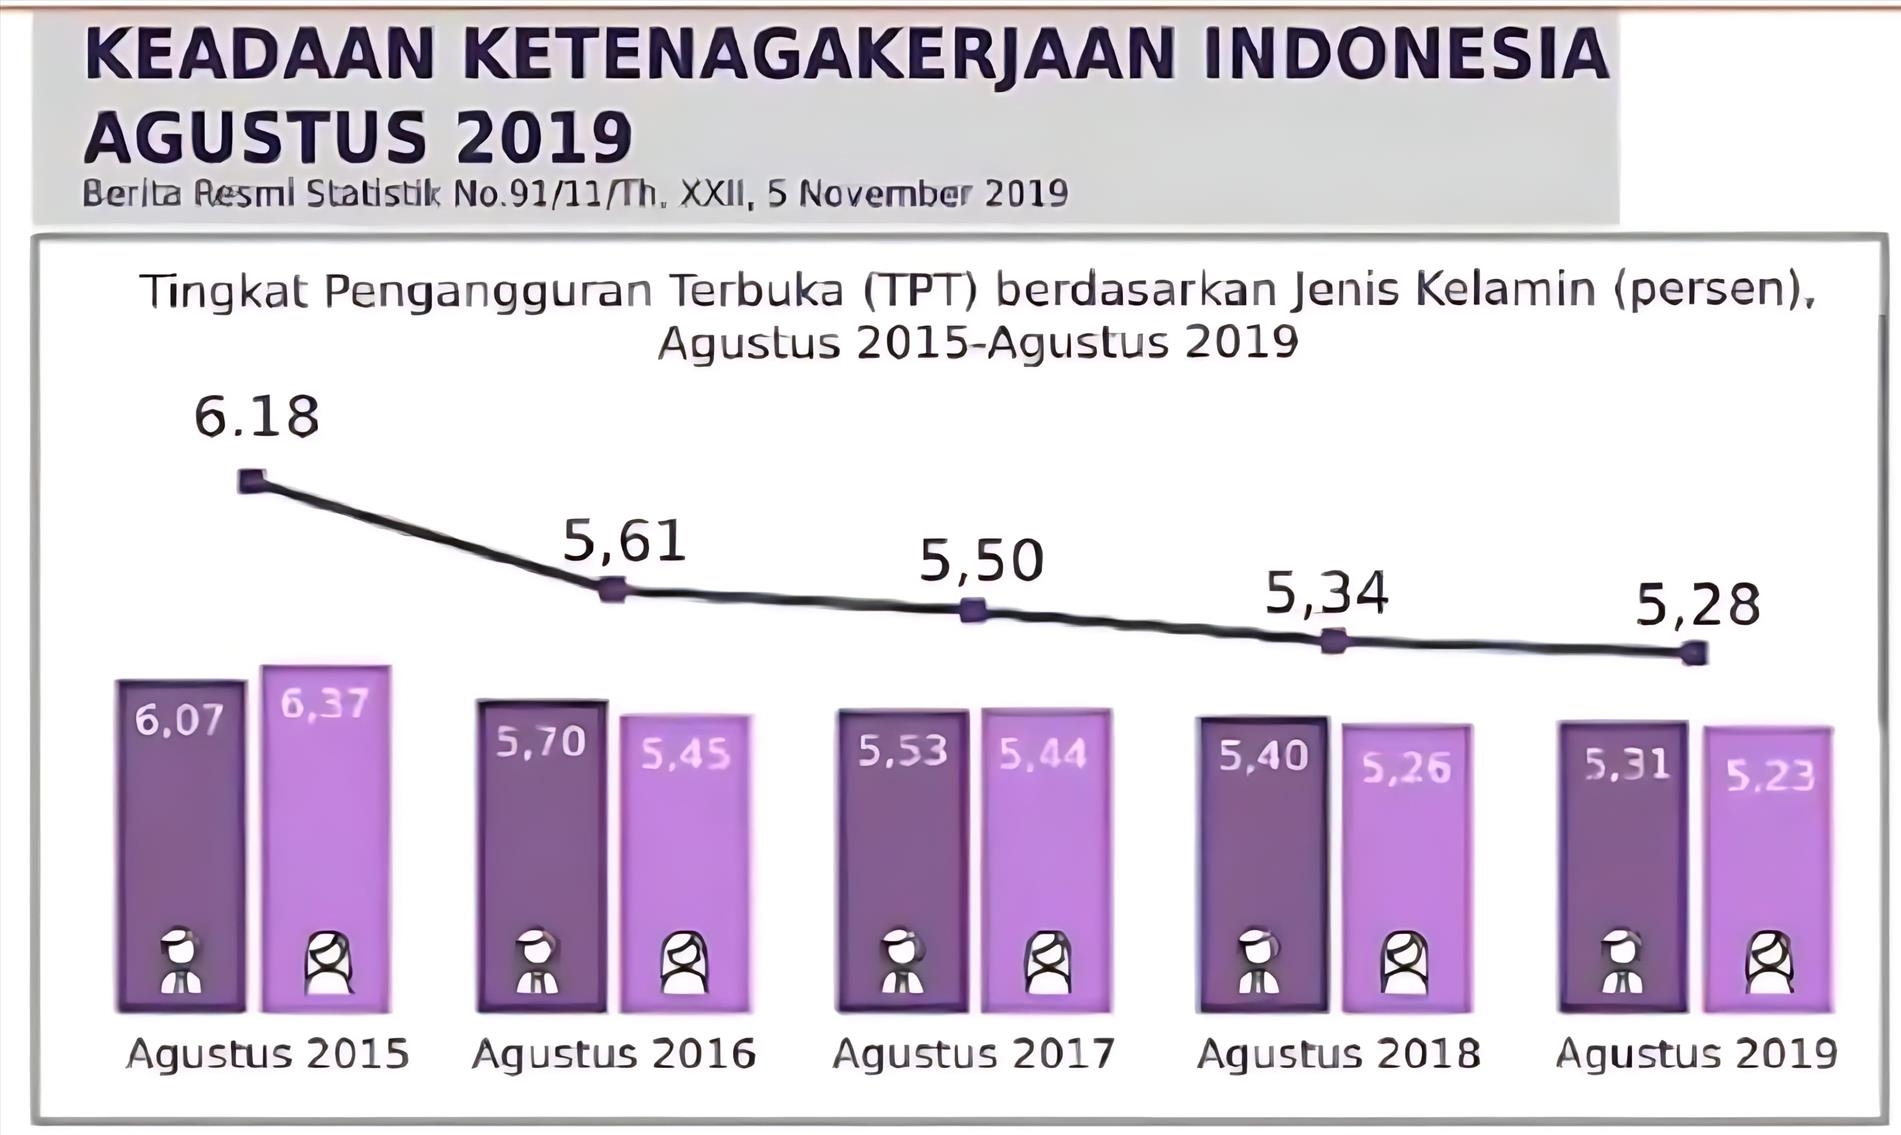 KEADAAN KETENAGAKERJAAN INDONESIA
AGUSTUS 2019
Berita Resmi Statistik No.91/11/Th. XXII, 5 November 2019
Tingkat Pengangguran Terbuka (TPT) berdasarkan Jenis Kelamin (persen),
Agustus 2015-Agustus 2019
6.18
5,61
5,50
5,34
5,28
6,07 6,37
5,70 5,45
5,53 5,44
5,40 5,26
5,31 5,23
Agustus 2015
Agustus 2016
Agustus 2017
Agustus 2018
Agustus 2019